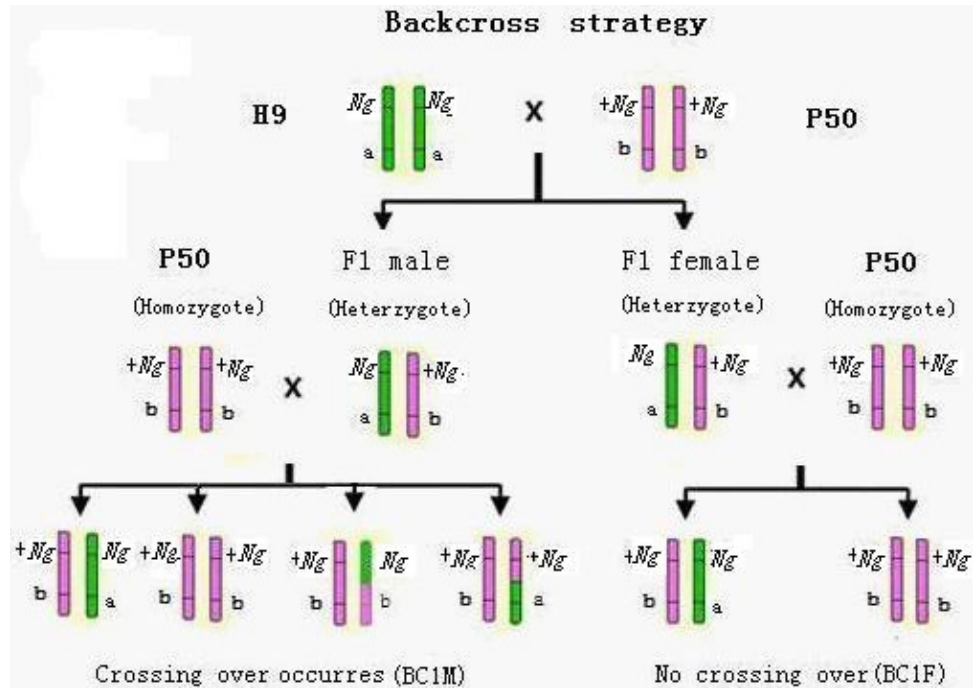 Backcross strategy
H9 Ng Ng X +Ng +Ng P50
a a b b
P50 F1 male F1 female P50
(Homozygote) (Heterzygote) (Heterzygote) (Homozygote)
+Ng +Ng X Ng +Ng. Ng +Ng X +Ng +Ng
b b a b a b b b
+Ng Ng +Ng +Ng +Ng Ng +Ng +Ng +Ng Ng +Ng +Ng
b a b b b b b a b a b b
Crossing over occurres (BC1M) No crossing over (BC1F)